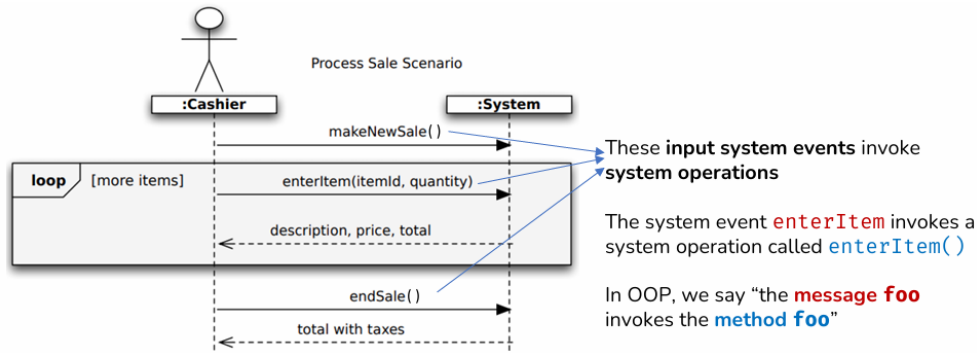 Process Sale Scenario
:Cashier
:System
makeNewSale()
loop
[more items]
enterItem(itemId, quantity)
description, price, total
endSale()
total with taxes
These input system events invoke
system operations
The system event enterItem invokes a
system operation called enterItem()
In OOP, we say “the message foo
invokes the method foo”